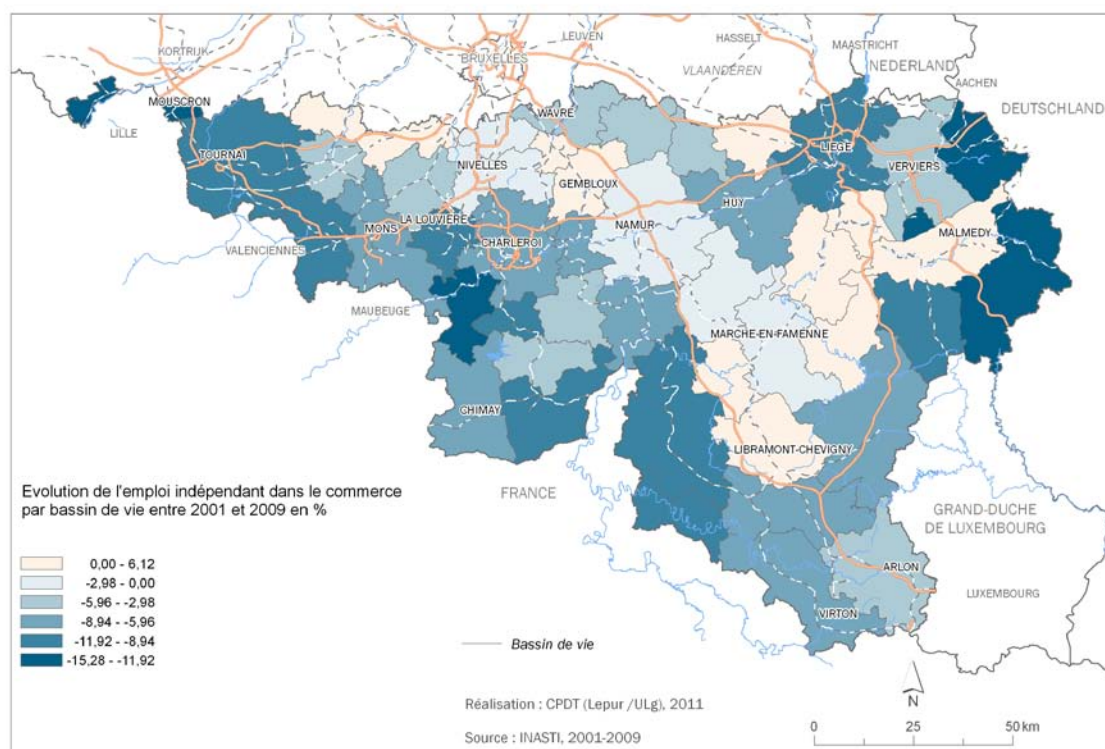 KORTRIJK
LEUVEN
HASSELT
MAASTRICHT
BRUXELLES
VLAANDEREN
NEDERLAND
AACHEN
DEUTSCHLAND
MOUSCRON
LILLE
WAVRE
TOURNAI
LIEGE
NIVELLES
VERVIERS
GEMBLOUX
HUY
LA LOUVIÈRE
NAMUR
MONS
MALMEDY
CHARLEROI
VALENCIENNES
MAUBEUGE
MARCHE-EN-FAMENNE
CHIMAY
LIBRAMONT-CHEVIGNY
FRANCE
GRAND-DUCHE
DE LUXEMBOURG
ARLON
LUXEMBOURG
VIRTON
Evolution de l'emploi indépendant dans le commerce
par bassin de vie entre 2001 et 2009 en %
0,00 - 6,12
-2,98 - 0,00
-5,96 - -2,98
-8,94 - -5,96
-11,92 - -8,94
-15,28 - -11,92
Bassin de vie
Réalisation : CPDT (Lepur /ULg), 2011
Source : INASTI, 2001-2009
N
0 25 50 km